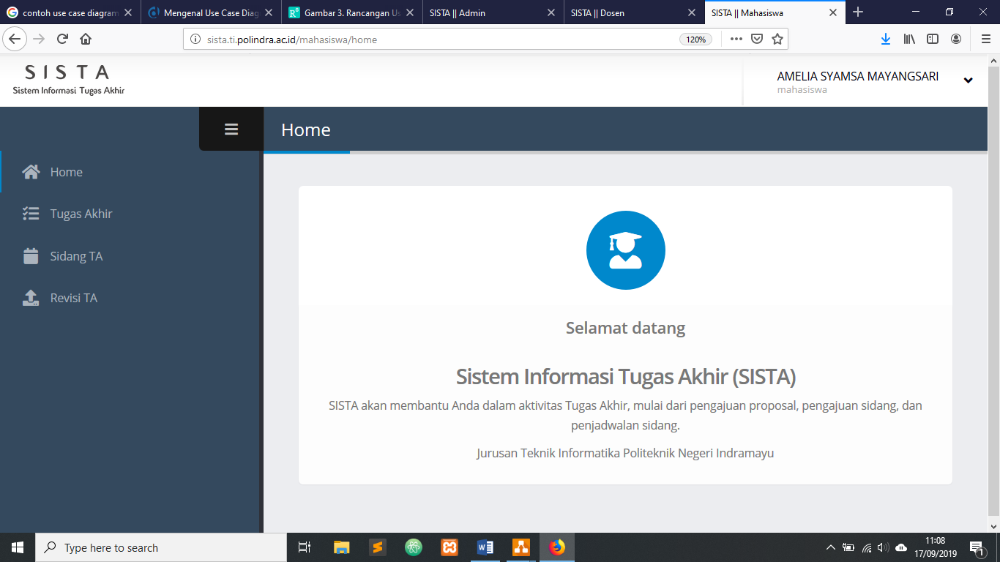 contoh use case diagram
Mengenal Use Case Diag
Gambar 3. Rancangan Us
SISTA || Admin
SISTA || Dosen
SISTA || Mahasiswa
sista.ti.polindra.ac.id/mahasiswa/home
120%
SISTA
Sistem Informasi Tugas Akhir
AMELIA SYAMSA MAYANGSARI
mahasiswa
Home
Home
Tugas Akhir
Sidang TA
Revisi TA
Selamat datang
Sistem Informasi Tugas Akhir (SISTA)
SISTA akan membantu Anda dalam aktivitas Tugas Akhir, mulai dari pengajuan proposal, pengajuan sidang, dan
penjadwalan sidang.
Jurusan Teknik Informatika Politeknik Negeri Indramayu
Type here to search
11:08
17/09/2019
1